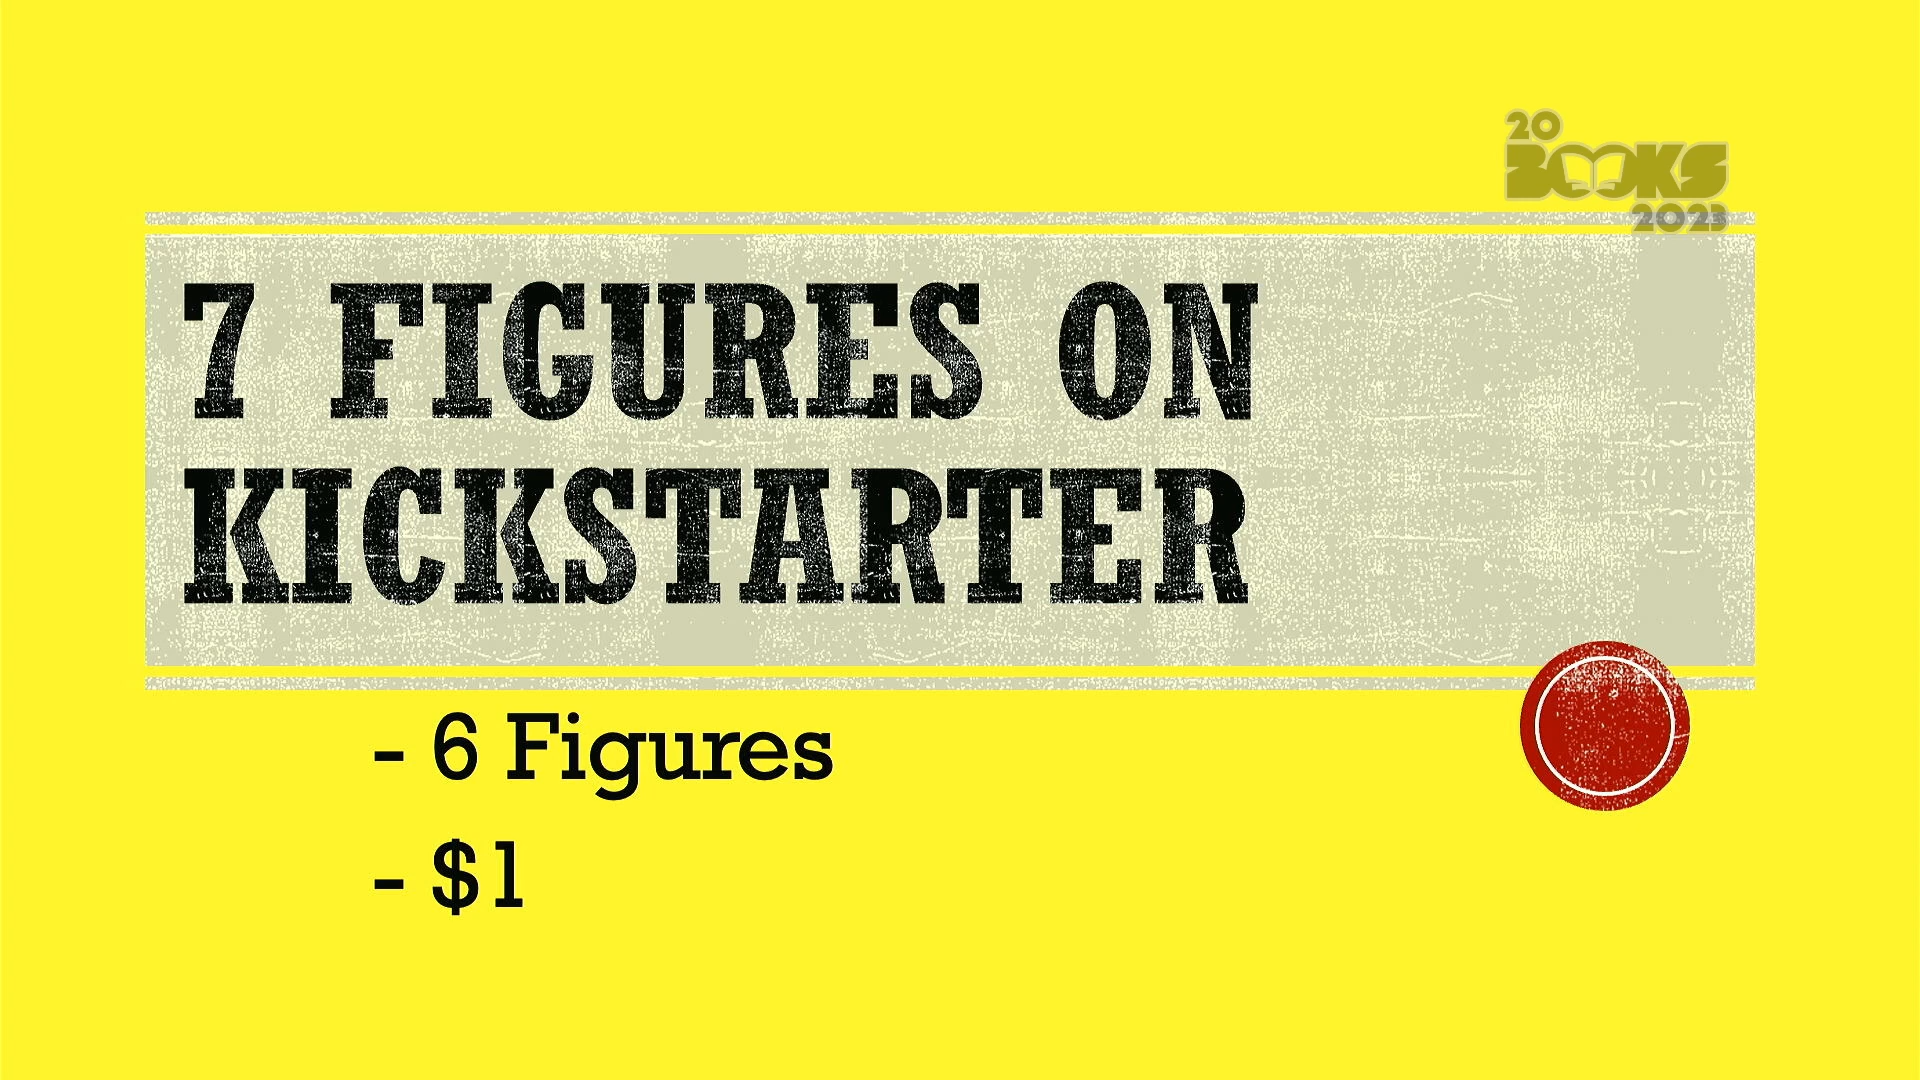 20
BOOKS
2023
7 FIGURES ON
KICKSTARTER
- 6 Figures
- $1